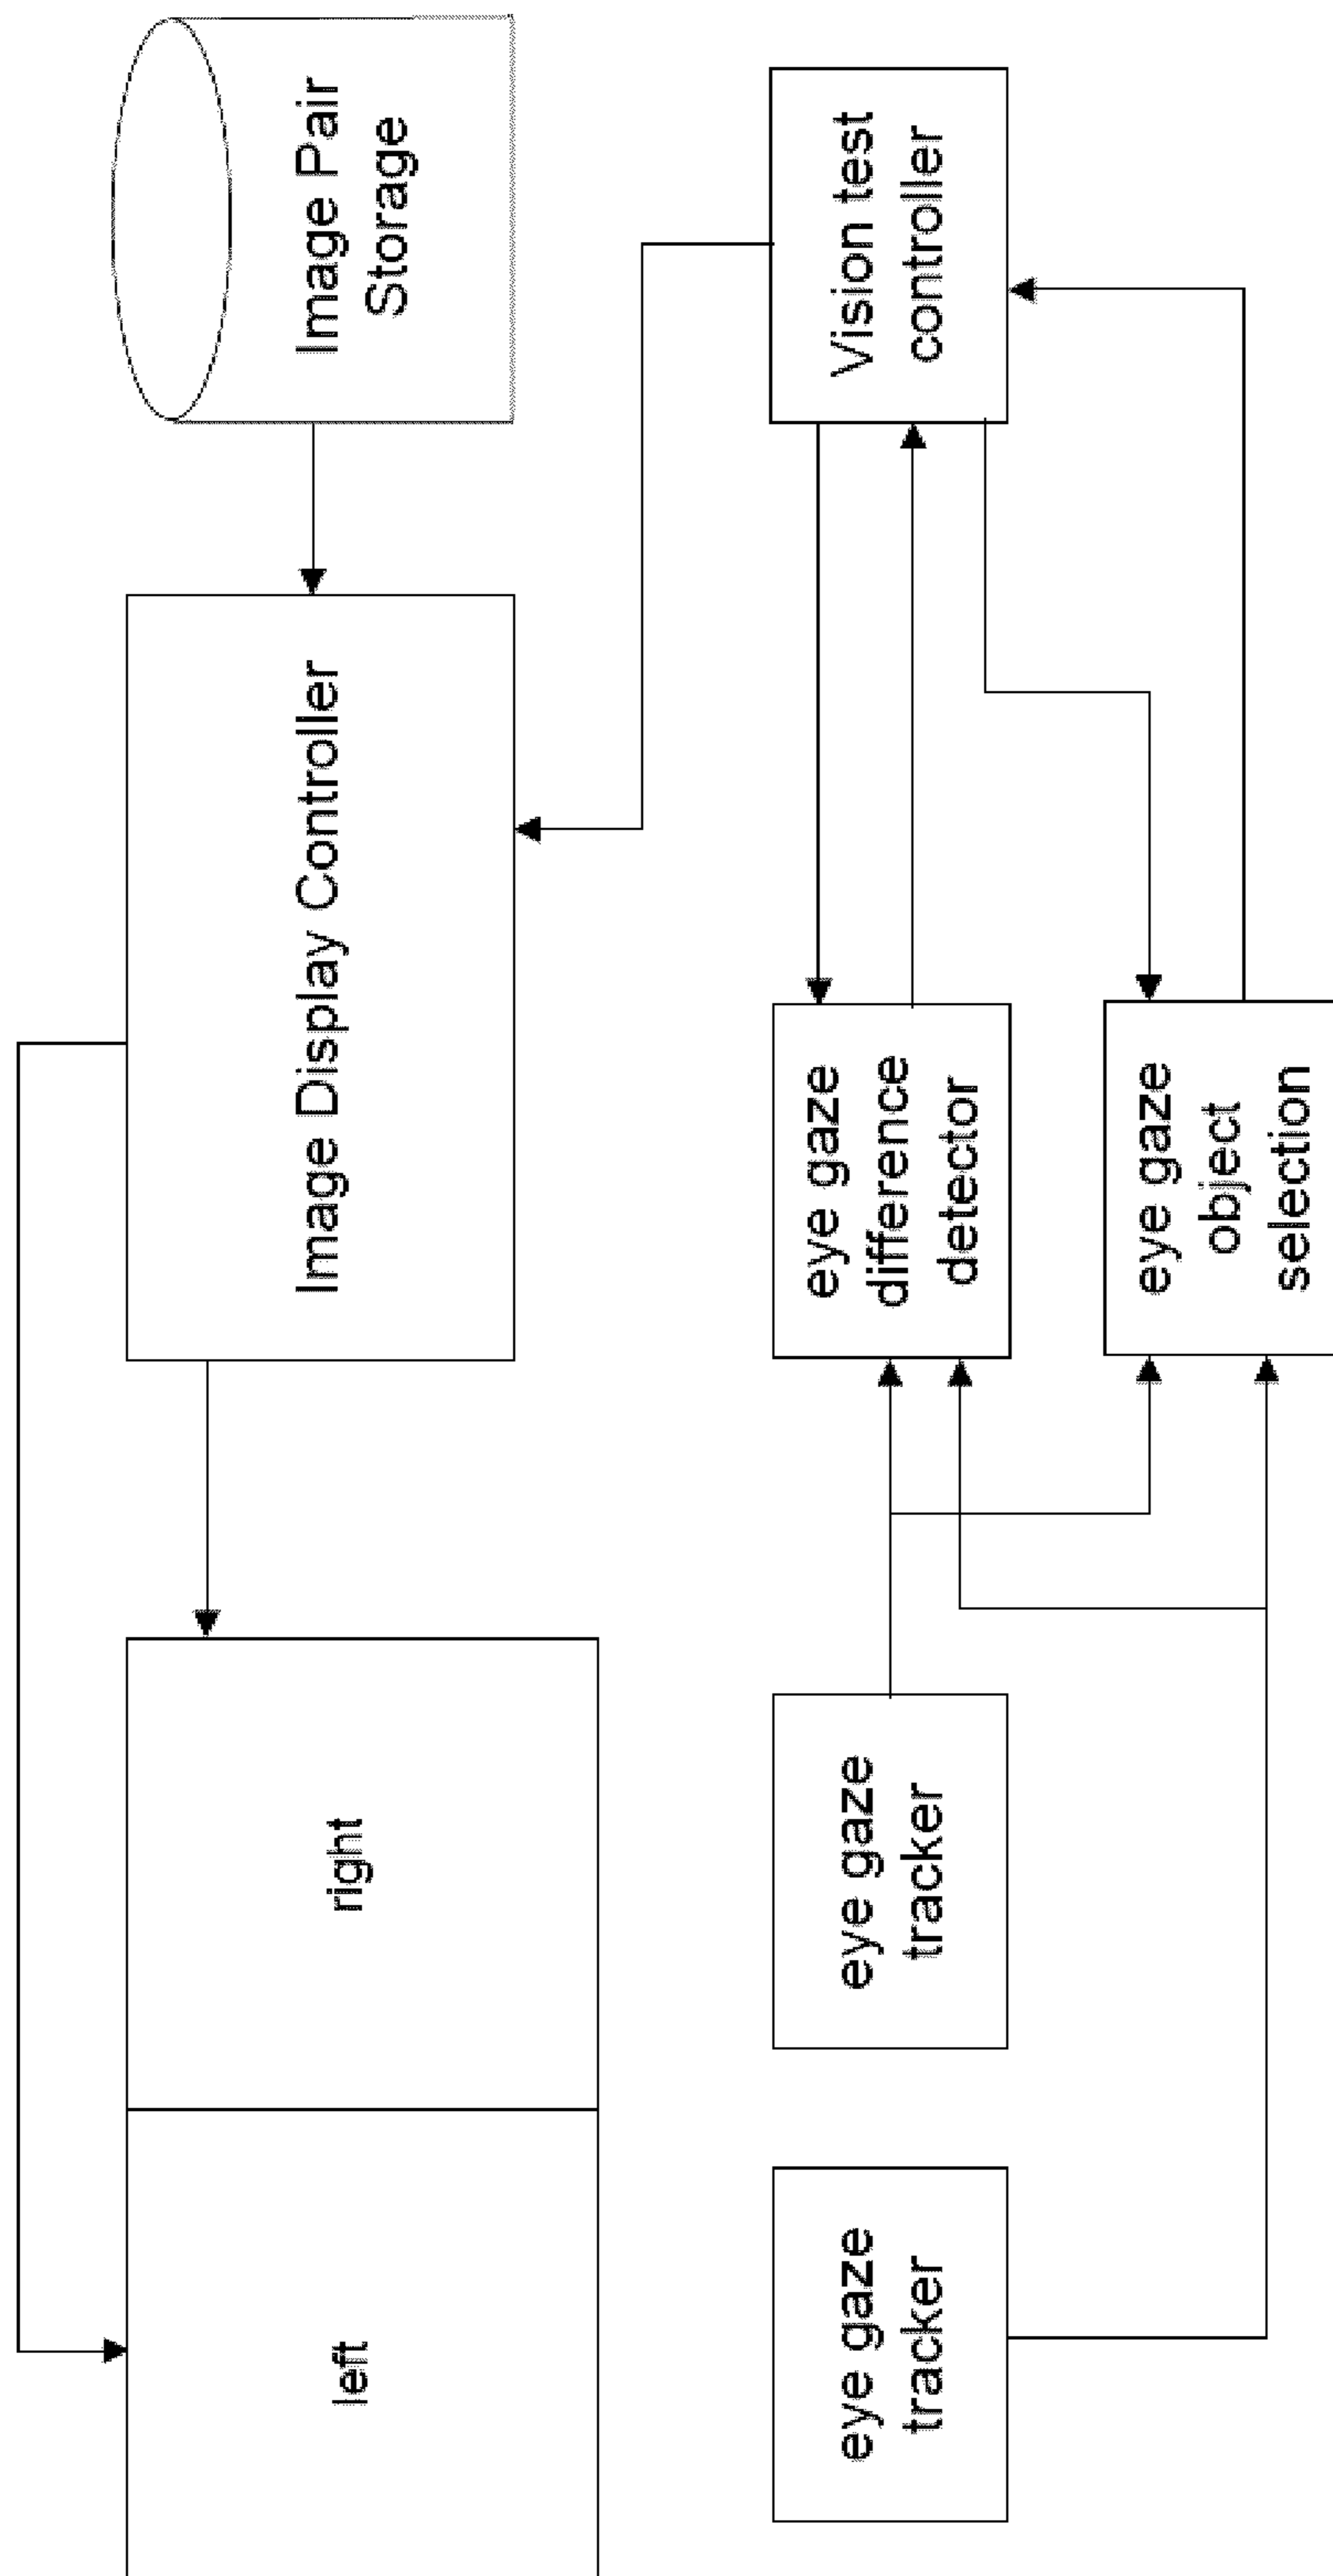 left
right
Image Display Controller
Image Pair
Storage
eye gaze
tracker
eye gaze
tracker
eye gaze
difference
detector
Vision test
controller
eye gaze
object
selection